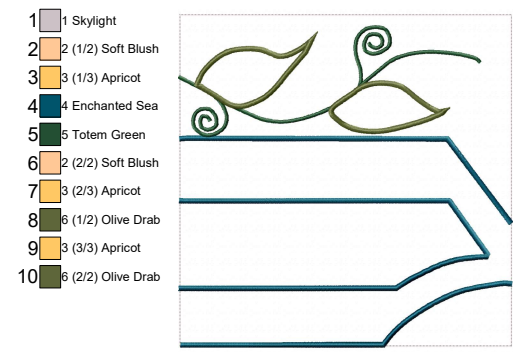 1 1 Skylight
2 2 (1/2) Soft Blush
3 3 (1/3) Apricot
4 4 Enchanted Sea
5 5 Totem Green
6 2 (2/2) Soft Blush
7 3 (2/3) Apricot
8 6 (1/2) Olive Drab
9 3 (3/3) Apricot
10 6 (2/2) Olive Drab